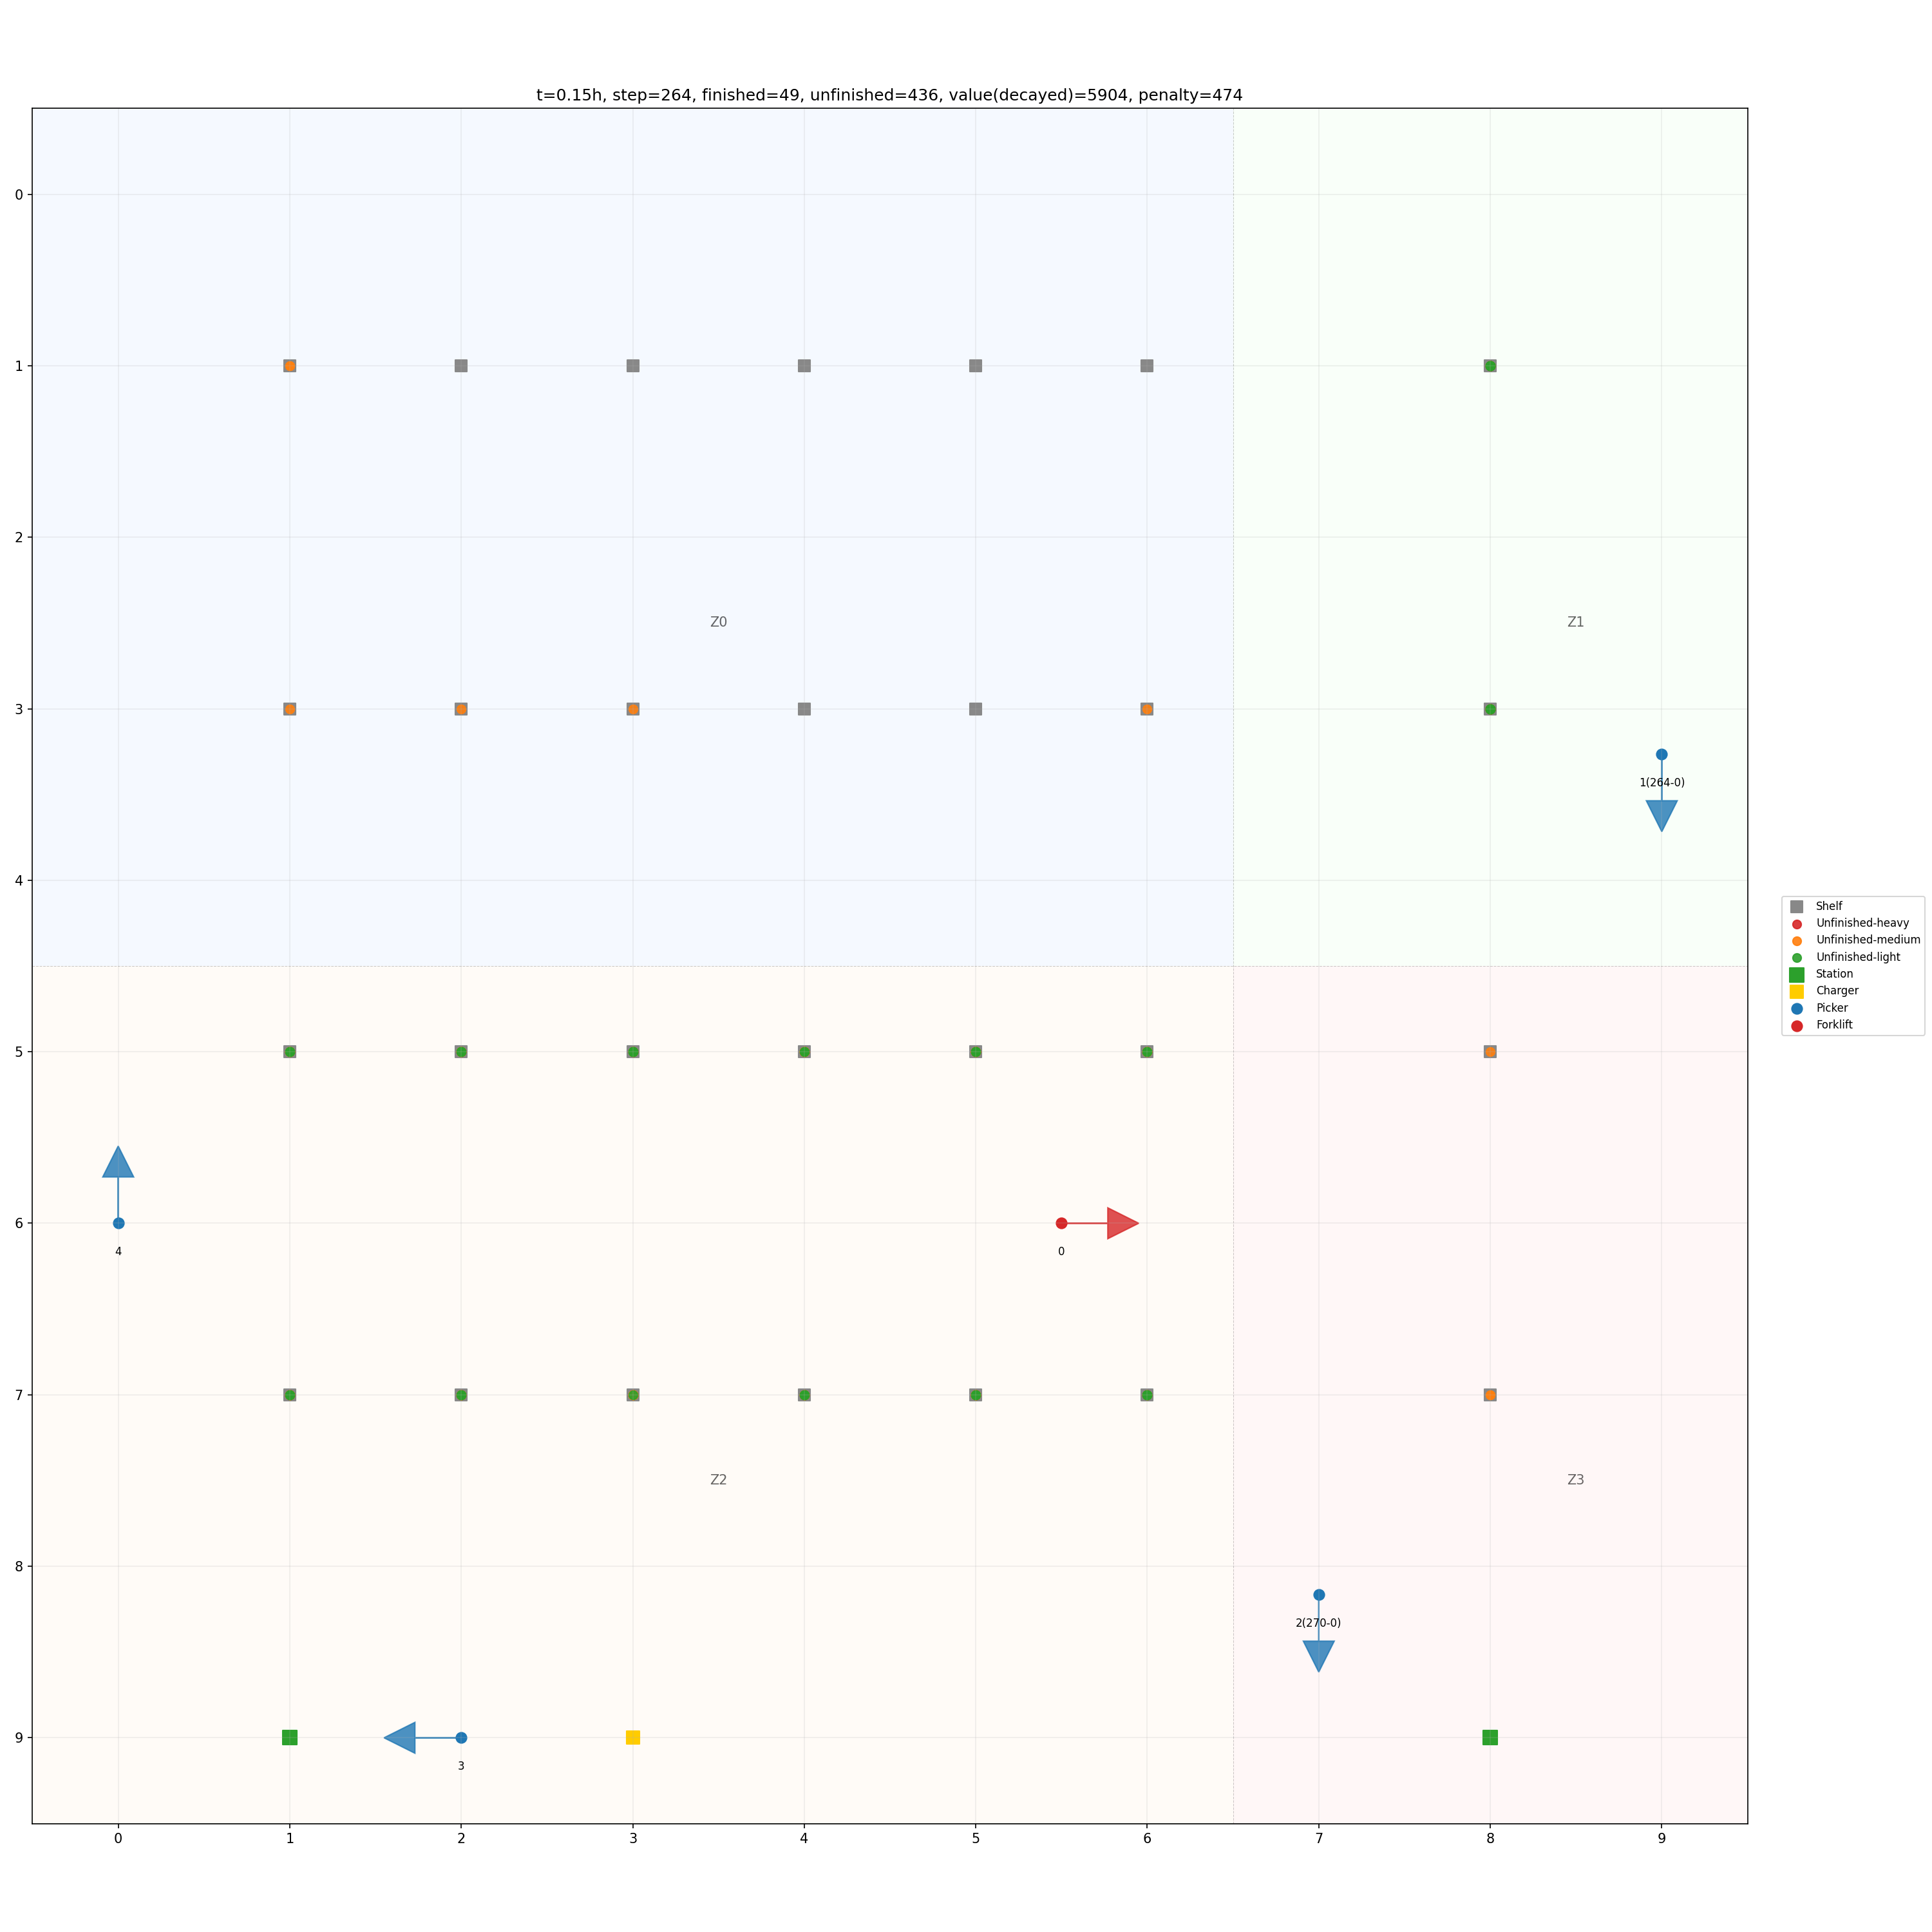 t=0.15h, step=264, finished=49, unfinished=436, value(decayed)=5904, penalty=474
0
1
2
Z0
Z1
3
1(264-0)
4
Shelf
Unfinished-heavy
Unfinished-medium
Unfinished-light
Station
Charger
Picker
Forklift
5
6
4
0
7
Z2
Z3
8
2(270-0)
9
3
0 1 2 3 4 5 6 7 8 9